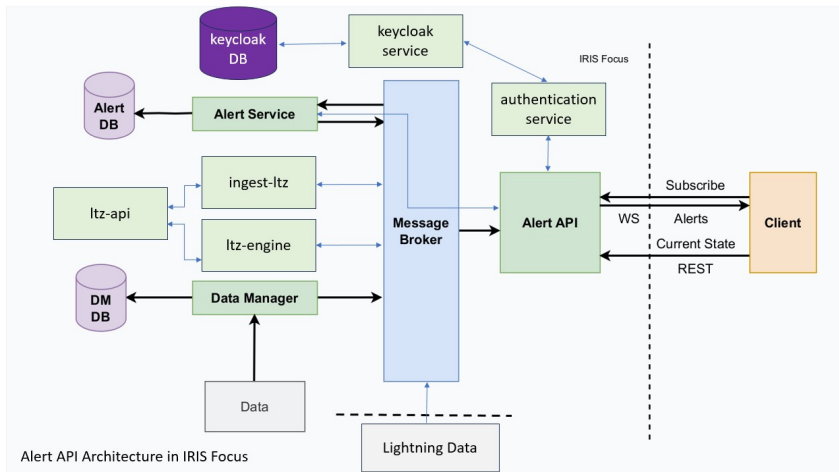 keycloak
DB
keycloak
service
IRIS Focus
Alert
DB
Alert Service
authentication
service
ltz-api
ingest-ltz
ltz-engine
Message
Broker
Alert API
Subscribe
WS
Alerts
Current State
REST
Client
DM
DB
Data Manager
Data
Lightning Data
Alert API Architecture in IRIS Focus